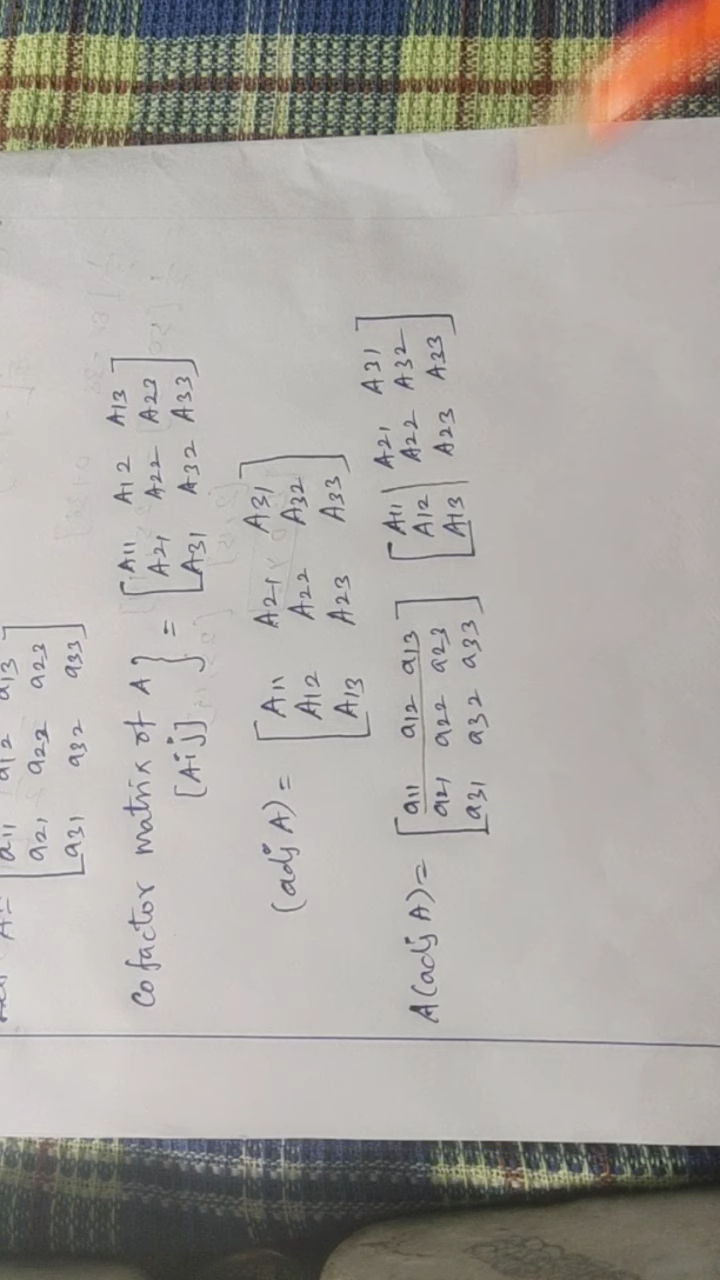 A = [a11 a12 a13
a21 a22 a23
a31 a32 a33]
Cofactor matrix of A } = [A11 A12 A13
[Aij] A21 A22 A23
A31 A32 A33]
(adj A) = [A11 A21 A31
A12 A22 A32
A13 A23 A33]
A(adj A) = [a11 a12 a13] [A11 A21 A31]
a21 a22 a23 A12 A22 A32
a31 a32 a33] [A13 A23 A33]